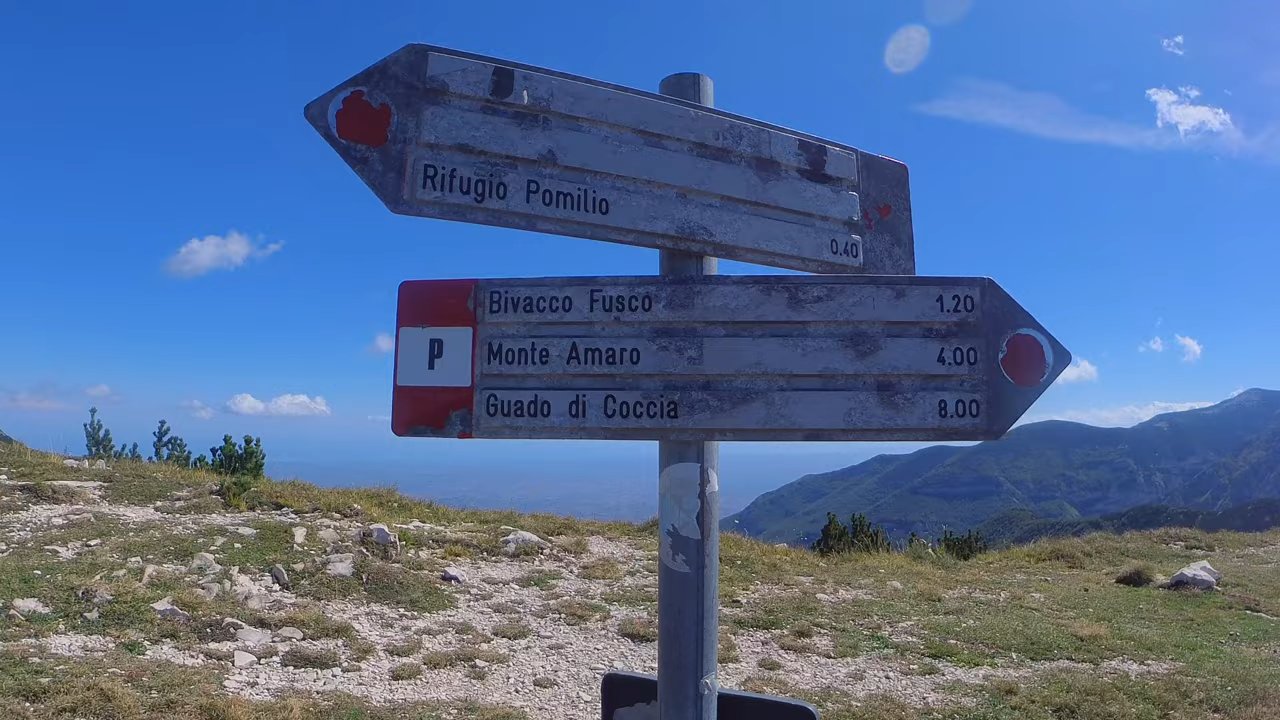 Rifugio Pomilio 0.40
Bivacco Fusco 1.20
P
Monte Amaro 4.00
Guado di Coccia 8.00